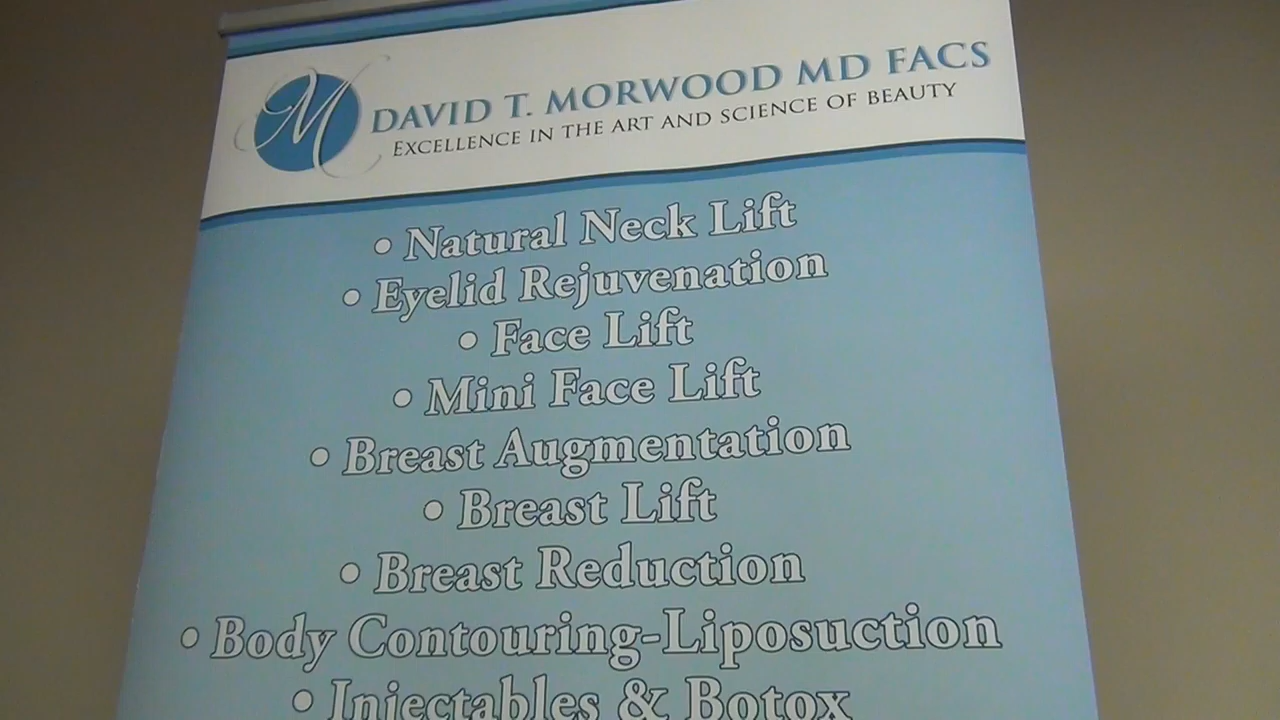 M
DAVID T. MORWOOD MD FACS
EXCELLENCE IN THE ART AND SCIENCE OF BEAUTY
• Natural Neck Lift
• Eyelid Rejuvenation
• Face Lift
• Mini Face Lift
• Breast Augmentation
• Breast Lift
• Breast Reduction
• Body Contouring-Liposuction
• Injectables & Botox